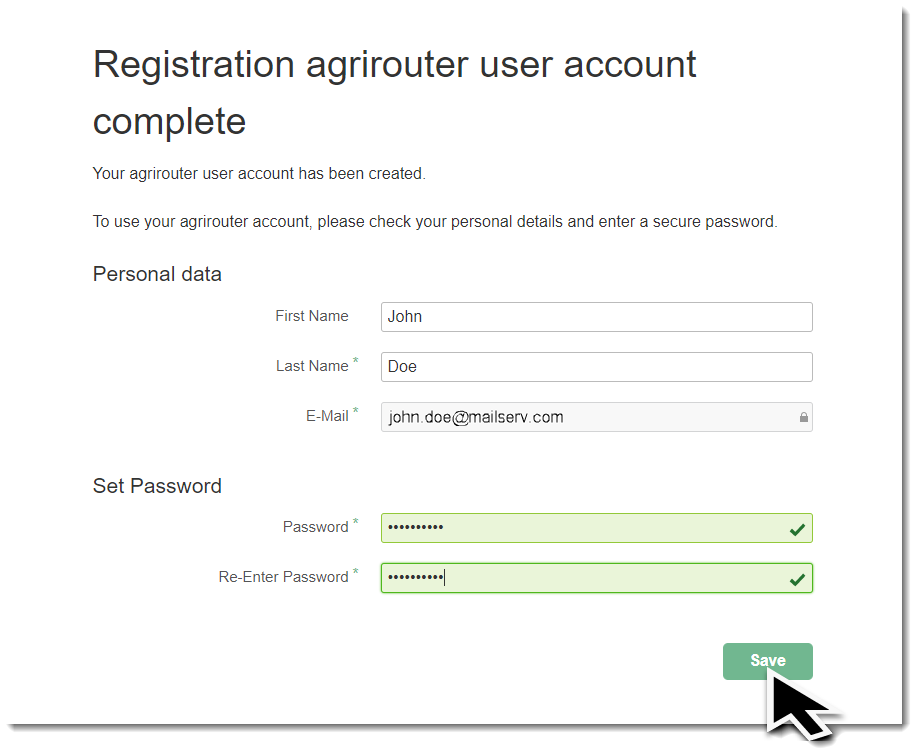 Registration agrirouter user account
complete
Your agrirouter user account has been created.
To use your agrirouter account, please check your personal details and enter a secure password.
Personal data
First Name John
Last Name * Doe
E-Mail * john.doe@mailserv.com
Set Password
Password * ••••••••••
Re-Enter Password * ••••••••••
Save